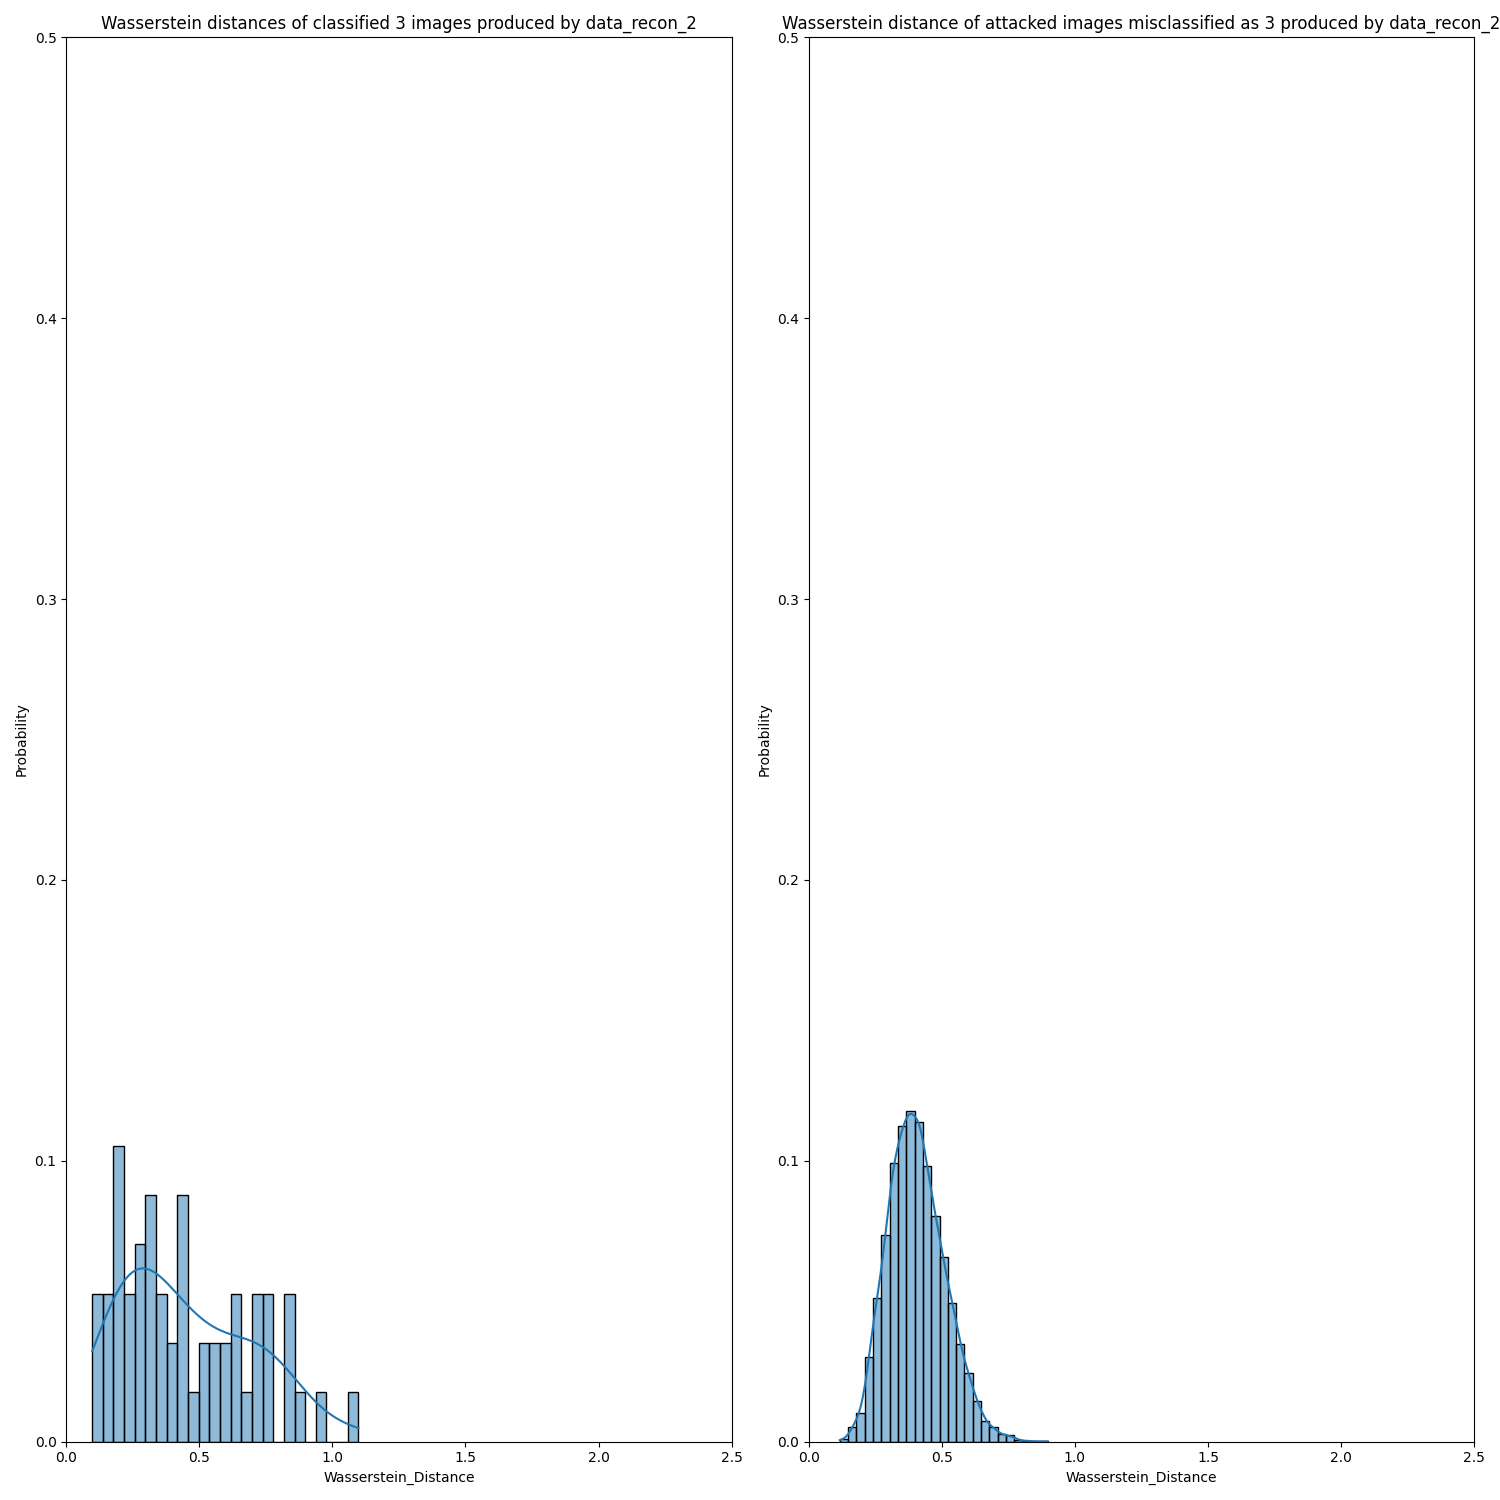 Wasserstein distances of classified 3 images produced by data_recon_2
0.5
0.4
0.3
0.2
0.1
0.0
Probability
0.0 0.5 1.0 1.5 2.0 2.5
Wasserstein_Distance
Wasserstein distance of attacked images misclassified as 3 produced by data_recon_2
0.5
0.4
0.3
0.2
0.1
0.0
Probability
0.0 0.5 1.0 1.5 2.0 2.5
Wasserstein_Distance